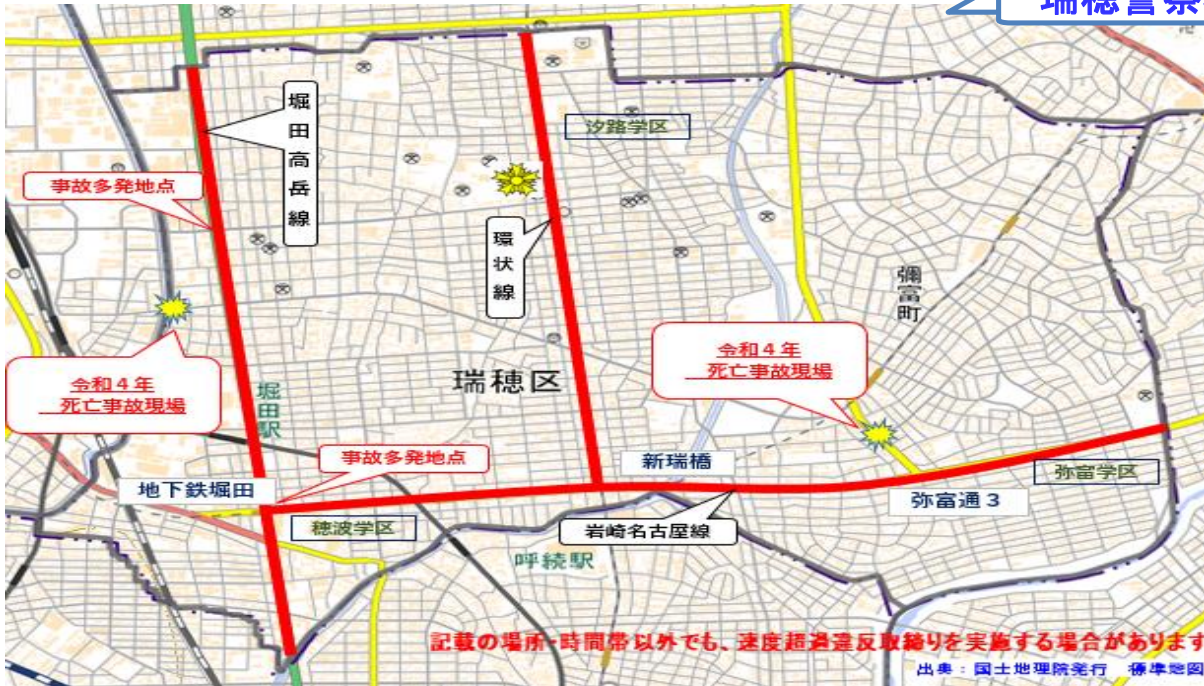 瑞穂警察
堀田高岳線
汐路学区
事故多発地点
環状線
彌富町
令和４年
死亡事故現場
令和４年
死亡事故現場
瑞穂区
堀田駅
事故多発地点
新瑞橋
地下鉄堀田
弥富学区
弥富通３
穂波学区
岩崎名古屋線
呼続駅
記載の場所・時間帯以外でも、速度超過違反取締りを実施する場合があります
出典：国土地理院発行　標準地図